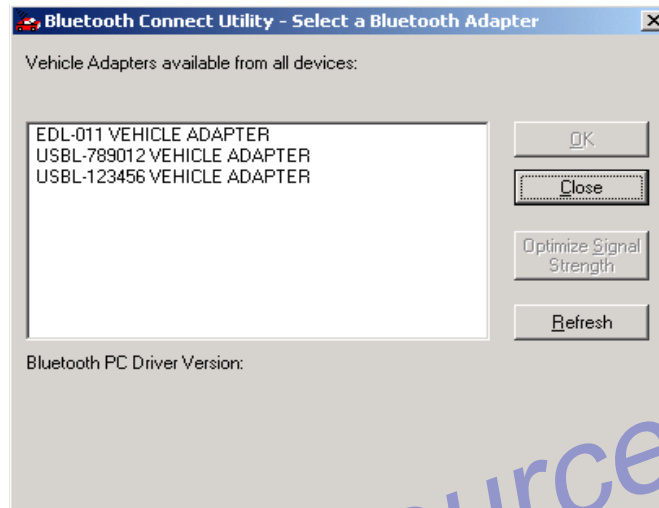 Bluetooth Connect Utility - Select a Bluetooth Adapter
Vehicle Adapters available from all devices:
EDL-011 VEHICLE ADAPTER
USBL-789012 VEHICLE ADAPTER
USBL-123456 VEHICLE ADAPTER
OK
Close
Optimize Signal
Strength
Refresh
Bluetooth PC Driver Version: